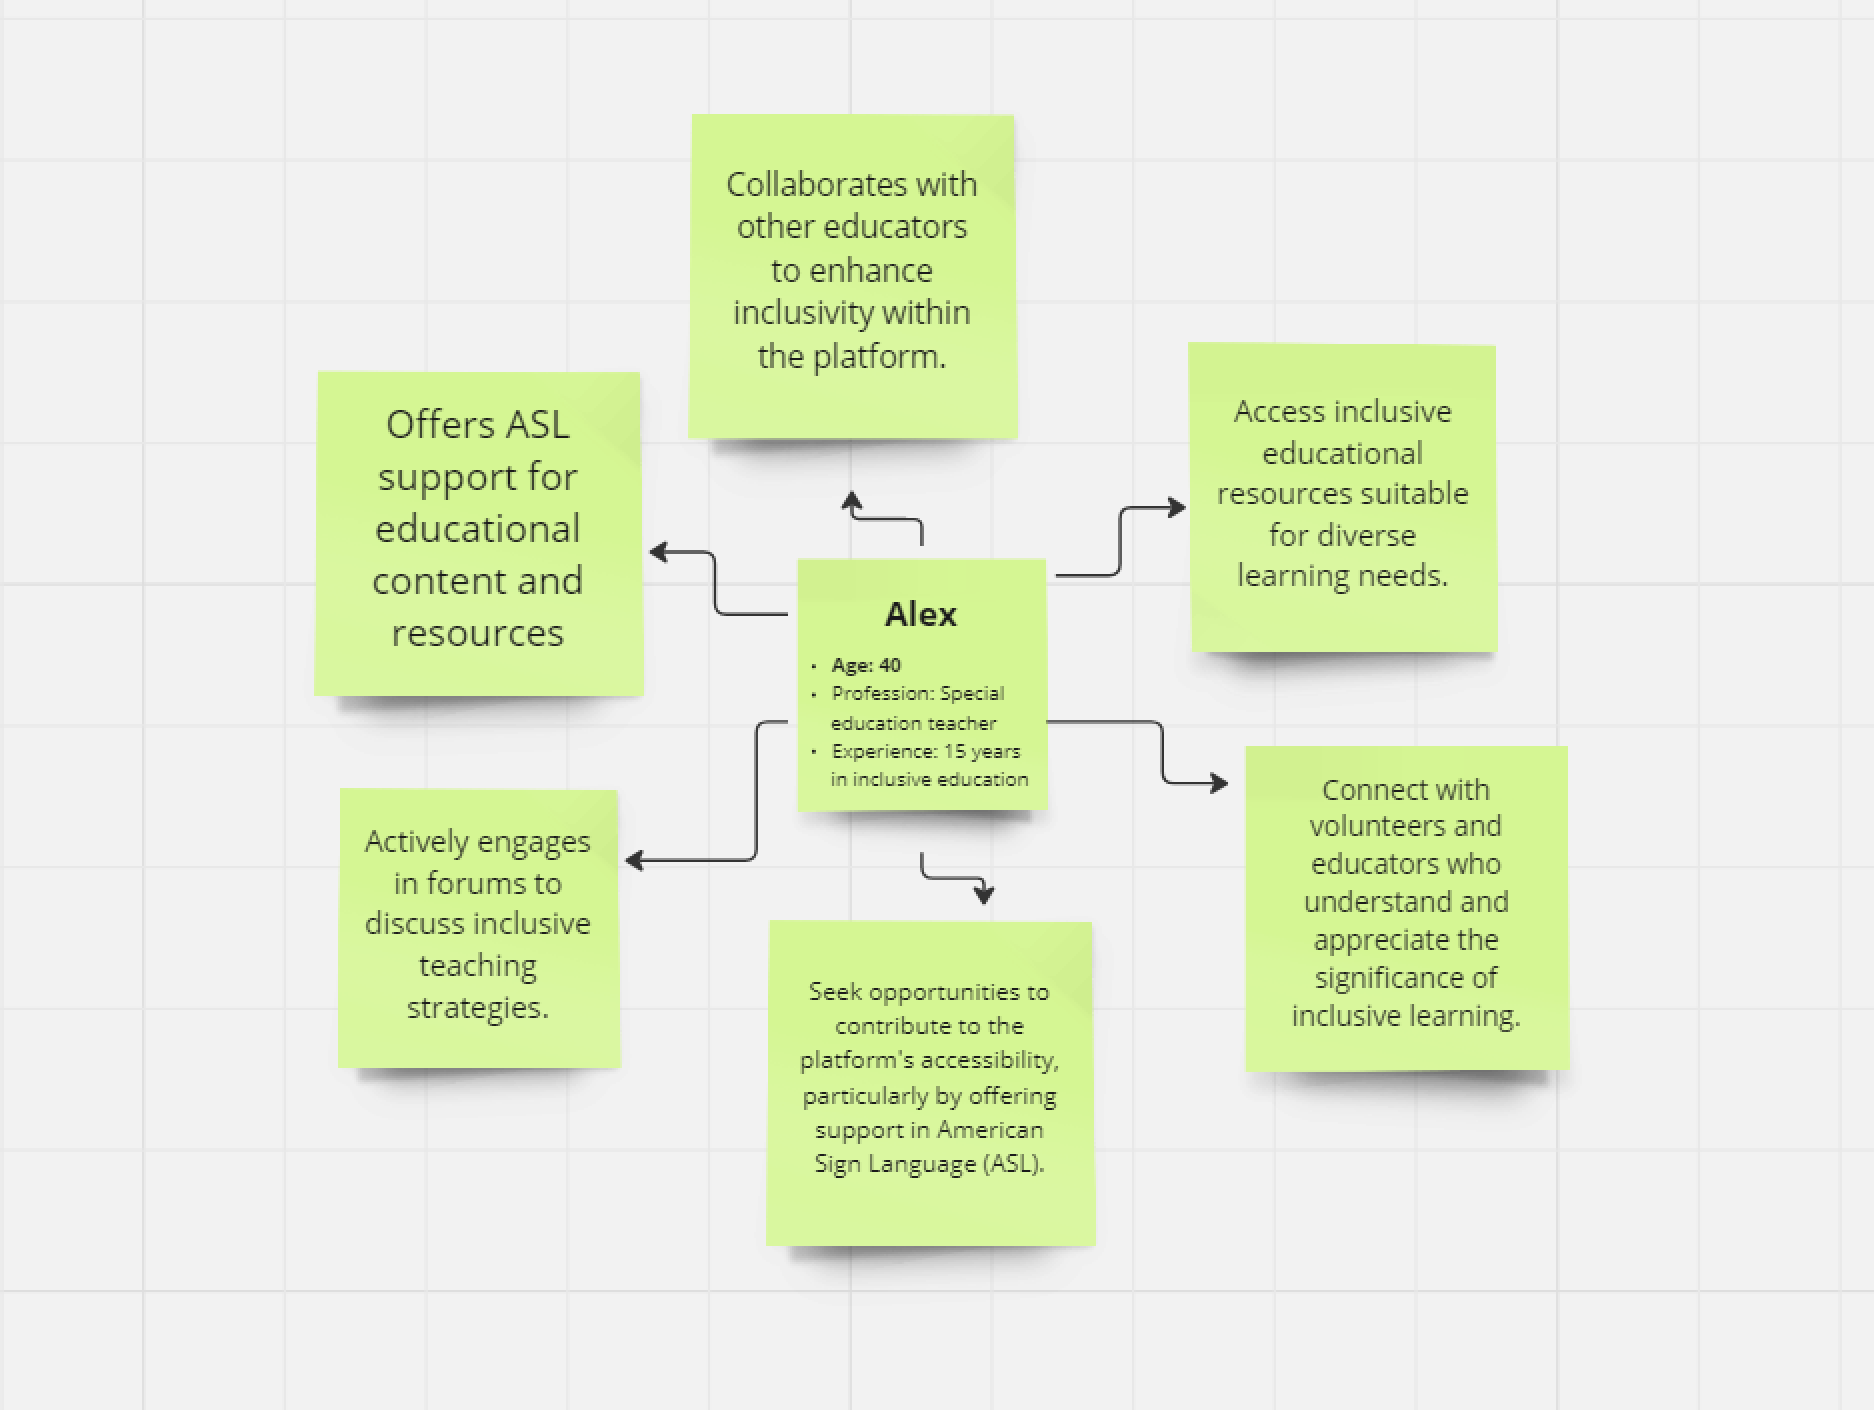 Collaborates with
other educators
to enhance
inclusivity within
the platform.
Offers ASL
support for
educational
content and
resources
Access inclusive
educational
resources suitable
for diverse
learning needs.
Alex
• Age: 40
• Profession: Special
education teacher
• Experience: 15 years
in inclusive education
Actively engages
in forums to
discuss inclusive
teaching
strategies.
Connect with
volunteers and
educators who
understand and
appreciate the
significance of
inclusive learning.
Seek opportunities to
contribute to the
platform's accessibility,
particularly by offering
support in American
Sign Language (ASL).